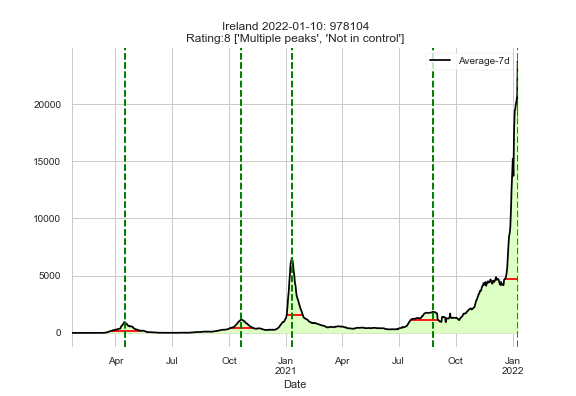 Ireland 2022-01-10: 978104
Rating:8 ['Multiple peaks', 'Not in control']
Average-7d
20000
15000
10000
5000
0
Apr Jul Oct Jan Apr Jul Oct Jan
2021 2022
Date